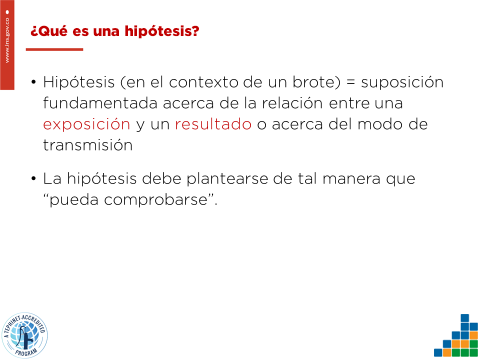 www.ins.gov.co
¿Qué es una hipótesis?
• Hipótesis (en el contexto de un brote) = suposición
fundamentada acerca de la relación entre una
exposición y un resultado o acerca del modo de
transmisión
• La hipótesis debe plantearse de tal manera que
“pueda comprobarse”.
A TEPHINET ACCREDITED
PROGRAM